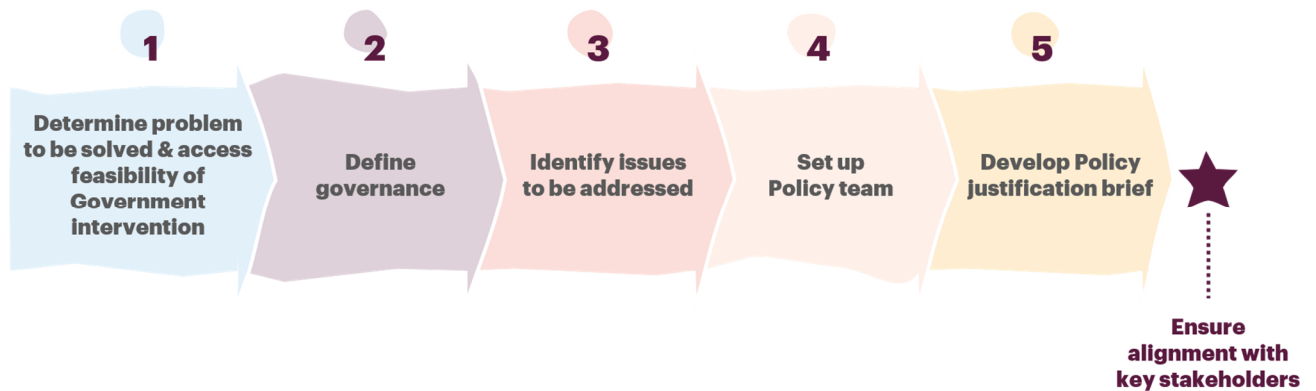 1
Determine problem
to be solved & access
feasibility of
Government
intervention
2
Define
governance
3
Identify issues
to be addressed
4
Set up
Policy team
5
Develop Policy
justification brief
Ensure
alignment with
key stakeholders